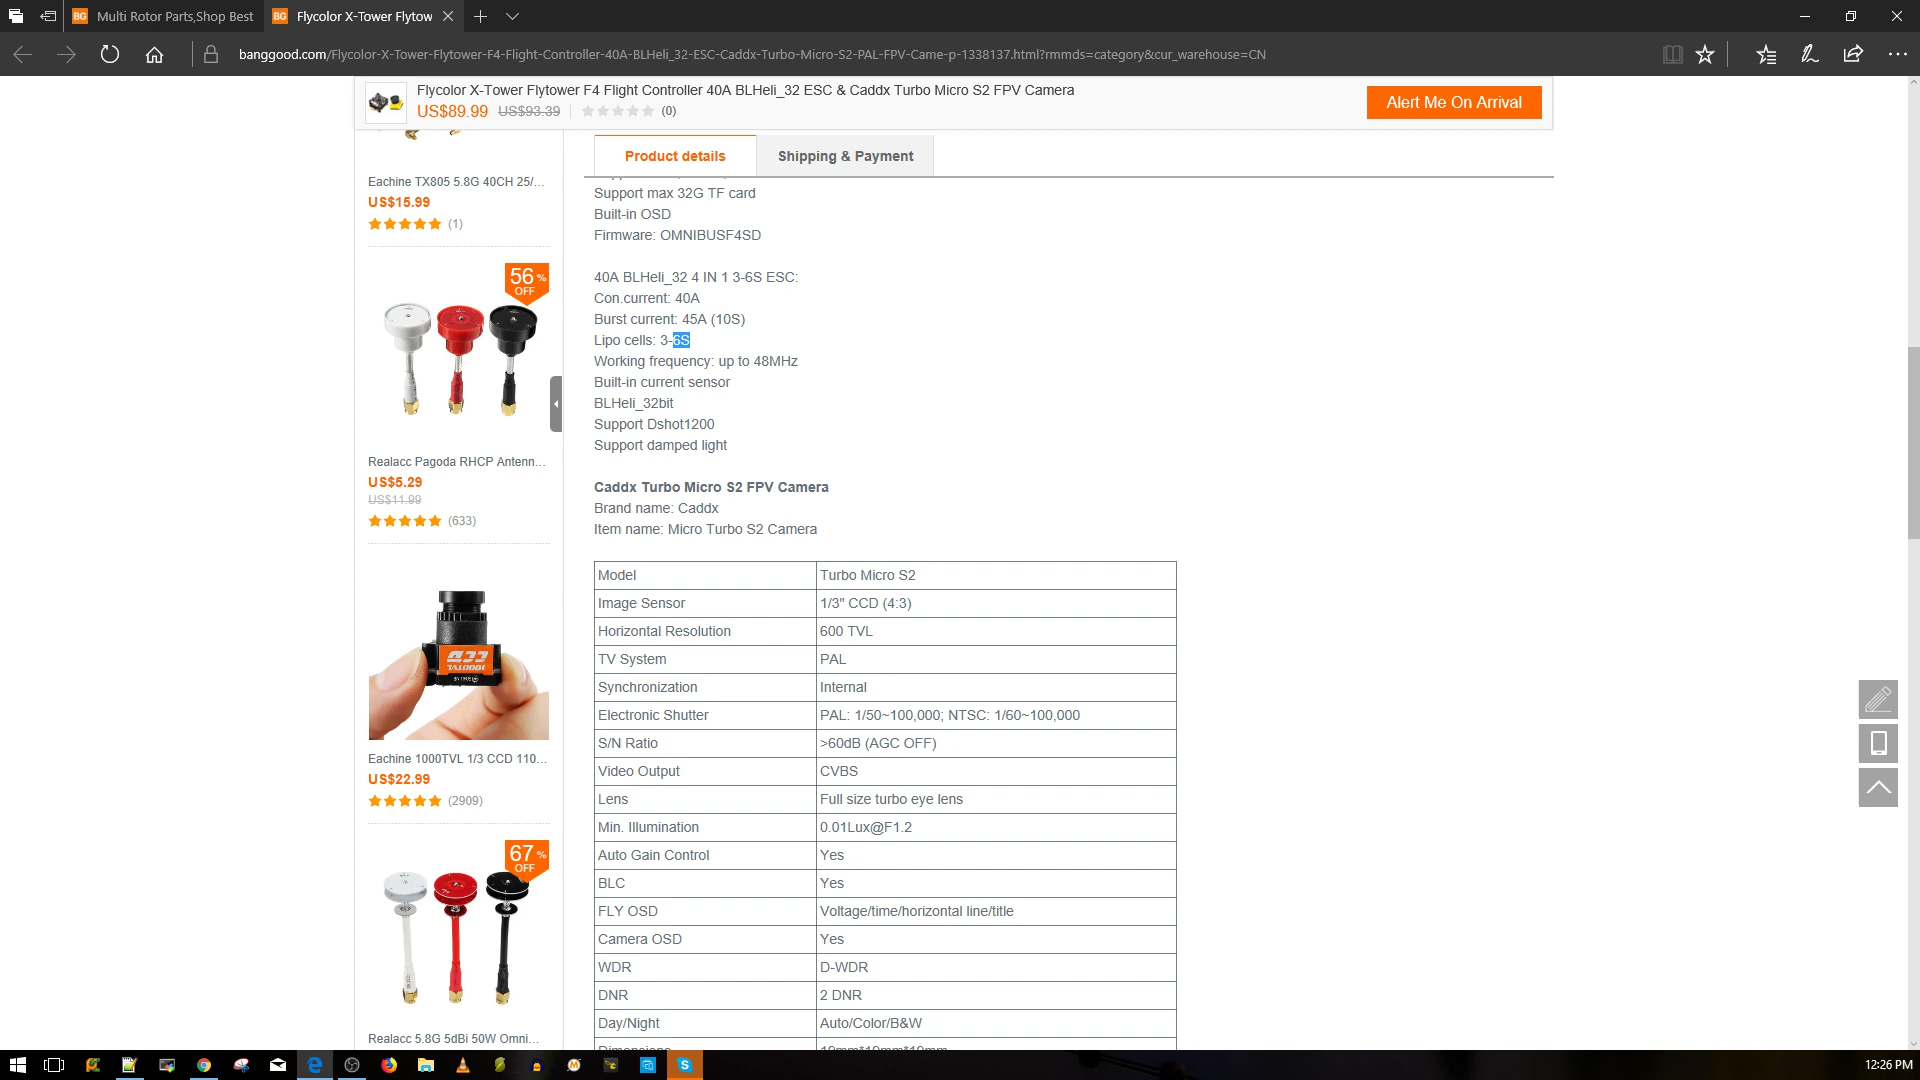 Multi Rotor Parts,Shop Best
Flycolor X-Tower Flytow
banggood.com/Flycolor-X-Tower-Flytower-F4-Flight-Controller-40A-BLHeli_32-ESC-Caddx-Turbo-Micro-S2-PAL-FPV-Came-p-1338137.html?rmmds=category&cur_warehouse=CN
Flycolor X-Tower Flytower F4 Flight Controller 40A BLHeli_32 ESC & Caddx Turbo Micro S2 FPV Camera
US$89.99 US$93.39 (0)
Alert Me On Arrival
Product details
Shipping & Payment
Eachine TX805 5.8G 40CH 25/...
US$15.99
(1)
56%
OFF
Realacc Pagoda RHCP Antenn...
US$5.29
US$11.99
(633)
CCD
1000TVL
Eachine 1000TVL 1/3 CCD 110...
US$22.99
(2909)
67%
OFF
Realacc 5.8G 5dBi 50W Omni...
Support max 32G TF card
Built-in OSD
Firmware: OMNIBUSF4SD
40A BLHeli_32 4 IN 1 3-6S ESC:
Con.current: 40A
Burst current: 45A (10S)
Lipo cells: 3-6S
Working frequency: up to 48MHz
Built-in current sensor
BLHeli_32bit
Support Dshot1200
Support damped light
Caddx Turbo Micro S2 FPV Camera
Brand name: Caddx
Item name: Micro Turbo S2 Camera
Model Turbo Micro S2
Image Sensor 1/3" CCD (4:3)
Horizontal Resolution 600 TVL
TV System PAL
Synchronization Internal
Electronic Shutter PAL: 1/50~100,000; NTSC: 1/60~100,000
S/N Ratio >60dB (AGC OFF)
Video Output CVBS
Lens Full size turbo eye lens
Min. Illumination 0.01Lux@F1.2
Auto Gain Control Yes
BLC Yes
FLY OSD Voltage/time/horizontal line/title
Camera OSD Yes
WDR D-WDR
DNR 2 DNR
Day/Night Auto/Color/B&W
Dimensions 19mm*19mm*19mm
12:26 PM